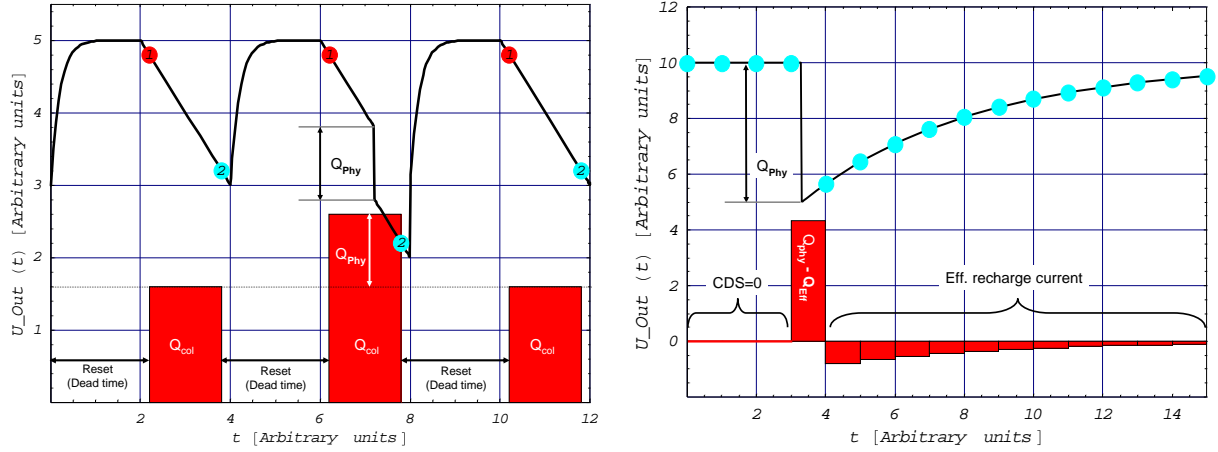 U_Out (t) [Arbitrary units]
5
4
3
2
1
1
1
1
2
2
2
Q_Phy
Q_Phy
Q_col
Q_col
Q_col
Reset
(Dead time)
Reset
(Dead time)
Reset
(Dead time)
0
2
4
6
8
10
12
t [Arbitrary units]
U_Out (t) [Arbitrary units]
10
8
6
4
2
0
Q_Phy
Q_phy - Q_Eff
CDS=0
Eff. recharge current
2
4
6
8
10
12
14
t [Arbitrary units]